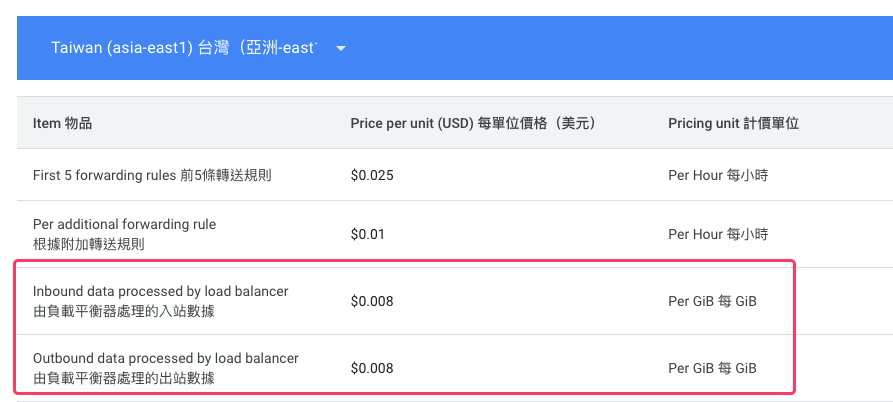 Taiwan (asia-east1) 台灣（亞洲-east
Item 物品 Price per unit (USD) 每單位價格（美元） Pricing unit 計價單位
First 5 forwarding rules 前5條轉送規則 $0.025 Per Hour 每小時
Per additional forwarding rule
根據附加轉送規則 $0.01 Per Hour 每小時
Inbound data processed by load balancer
由負載平衡器處理的入站數據 $0.008 Per GiB 每 GiB
Outbound data processed by load balancer
由負載平衡器處理的出站數據 $0.008 Per GiB 每 GiB